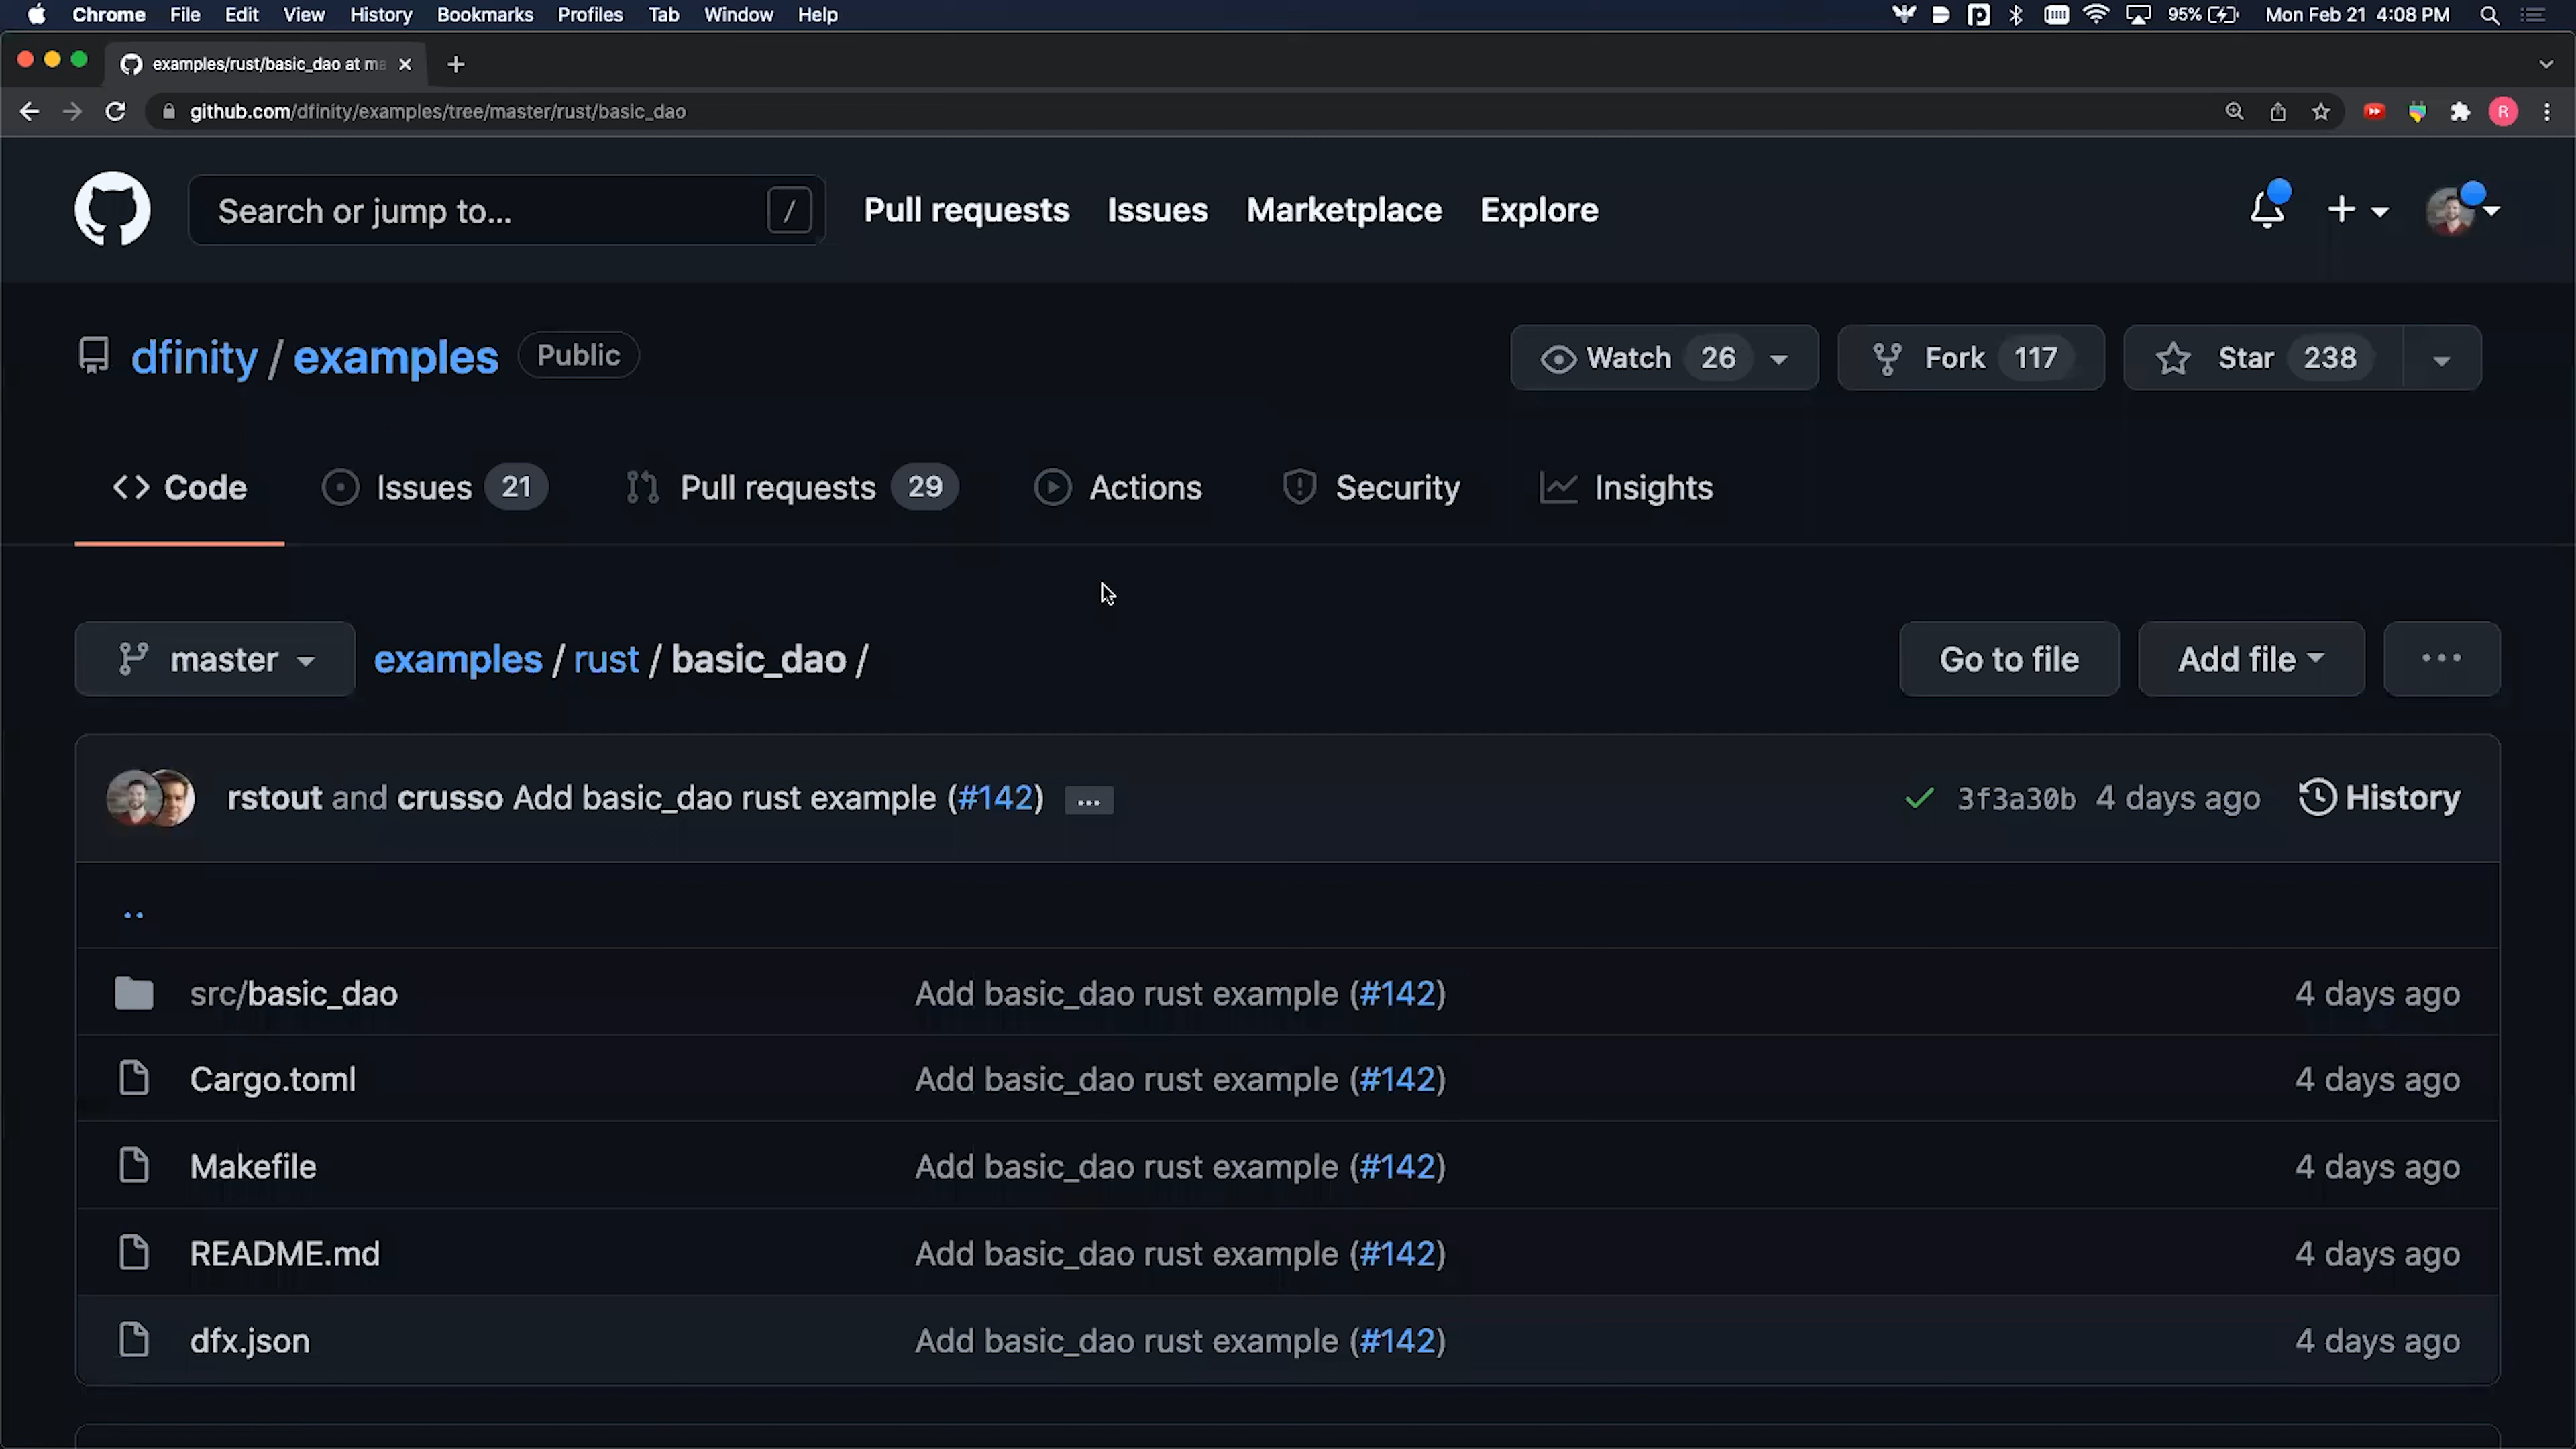 Chrome File Edit View History Bookmarks Profiles Tab Window Help 95% Mon Feb 21 4:08 PM
examples/rust/basic_dao at ma
github.com/dfinity/examples/tree/master/rust/basic_dao R
Search or jump to... / Pull requests Issues Marketplace Explore
dfinity / examples Public Watch 26 Fork 117 Star 238
Code Issues 21 Pull requests 29 Actions Security Insights
master examples / rust / basic_dao / Go to file Add file ...
rstout and crusso Add basic_dao rust example (#142) ... 3f3a30b 4 days ago History
..
src/basic_dao Add basic_dao rust example (#142) 4 days ago
Cargo.toml Add basic_dao rust example (#142) 4 days ago
Makefile Add basic_dao rust example (#142) 4 days ago
README.md Add basic_dao rust example (#142) 4 days ago
dfx.json Add basic_dao rust example (#142) 4 days ago